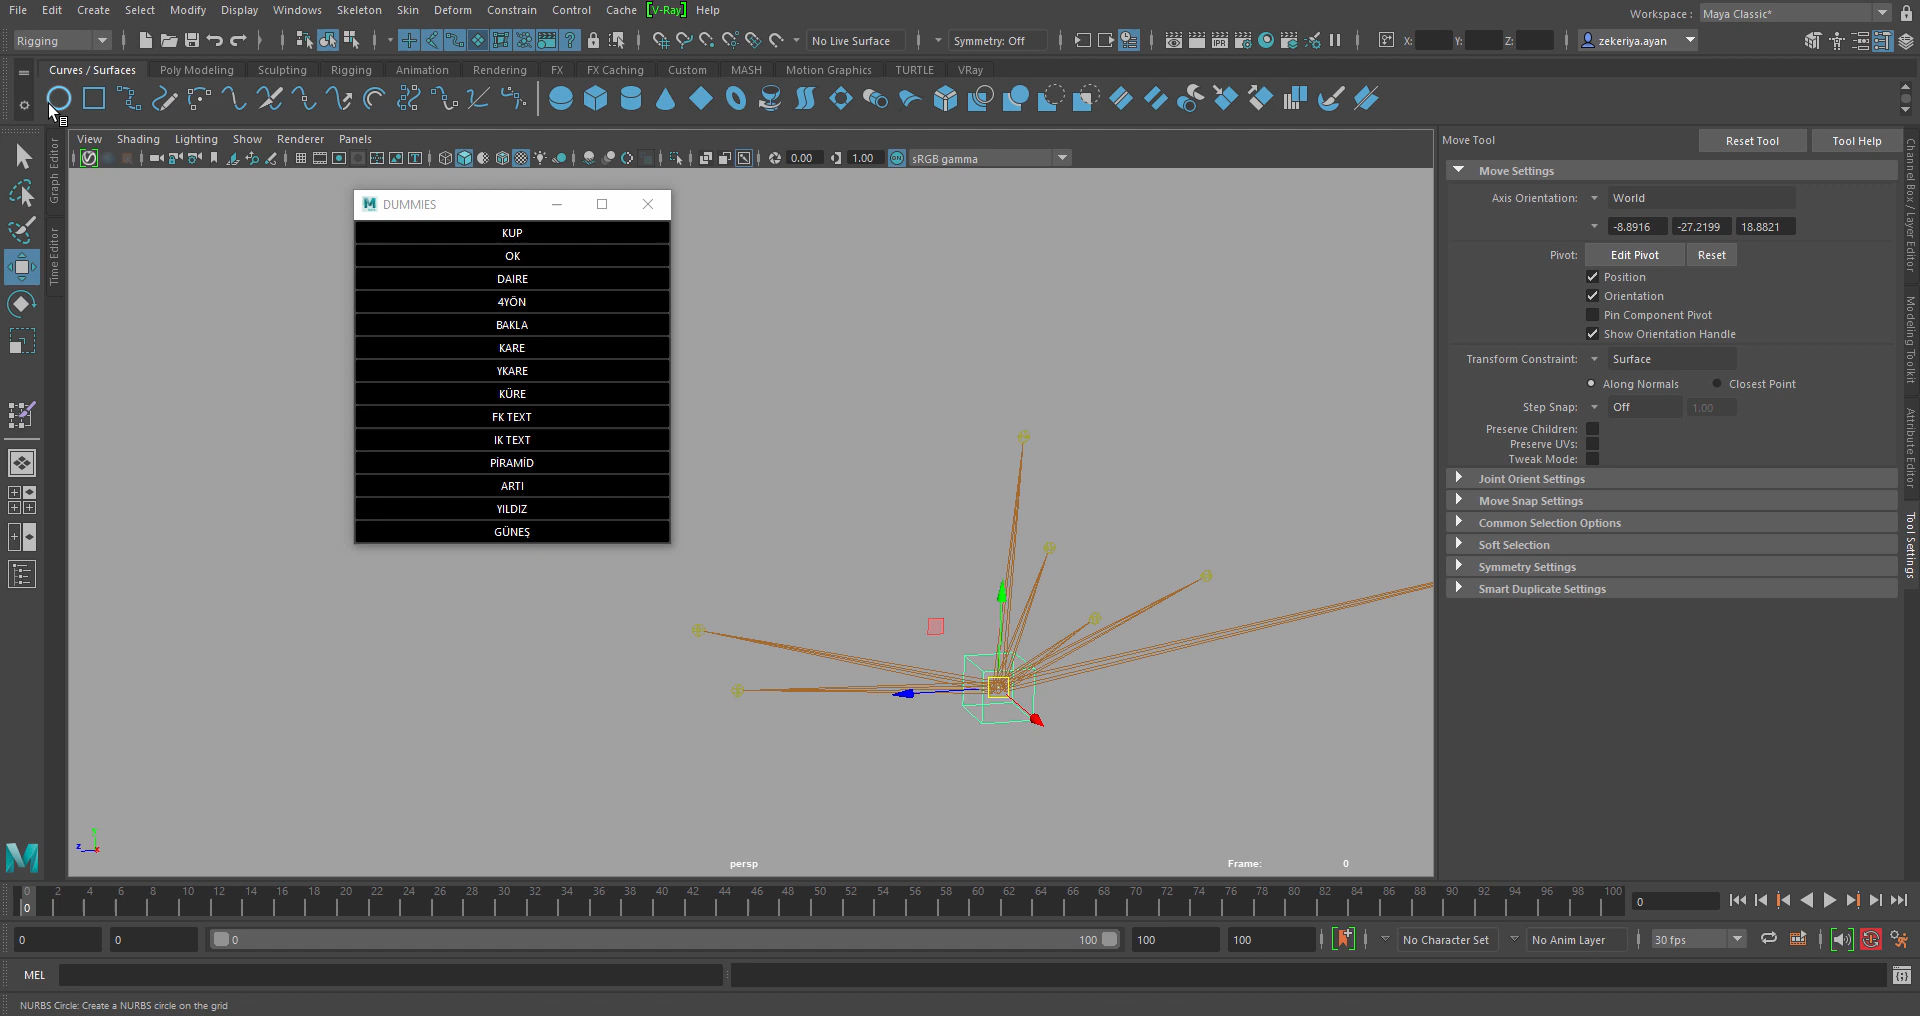 File Edit Create Select Modify Display Windows Skeleton Skin Deform Constrain Control Cache [V-Ray] Help
Workspace : Maya Classic*
Rigging No Live Surface Symmetry: Off IPR X: Y: Z: zekeriya.ayan
Curves / Surfaces Poly Modeling Sculpting Rigging Animation Rendering FX FX Caching Custom MASH Motion Graphics TURTLE VRay
View Shading Lighting Show Renderer Panels
0.00 1.00 ON sRGB gamma
Graph Editor
Time Editor
DUMMIES
KUP
OK
DAIRE
4YÖN
BAKLA
KARE
YKARE
KÜRE
FK TEXT
IK TEXT
PİRAMİD
ARTI
YILDIZ
GÜNEŞ
z x
persp
Frame: 0
Move Tool Reset Tool Tool Help
Move Settings
Axis Orientation: World
-8.8916 -27.2199 18.8821
Pivot: Edit Pivot Reset
Position
Orientation
Pin Component Pivot
Show Orientation Handle
Transform Constraint: Surface
Along Normals Closest Point
Step Snap: Off 1.00
Preserve Children:
Preserve UVs:
Tweak Mode:
Joint Orient Settings
Move Snap Settings
Common Selection Options
Soft Selection
Symmetry Settings
Smart Duplicate Settings
Channel Box / Layer Editor
Modeling Toolkit
Attribute Editor
Tool Settings
0 2 4 6 8 10 12 14 16 18 20 22 24 26 28 30 32 34 36 38 40 42 44 46 48 50 52 54 56 58 60 62 64 66 68 70 72 74 76 78 80 82 84 86 88 90 92 94 96 98 100
0 0
0 0 0 100 100 100 No Character Set No Anim Layer 30 fps
MEL
NURBS Circle: Create a NURBS circle on the grid